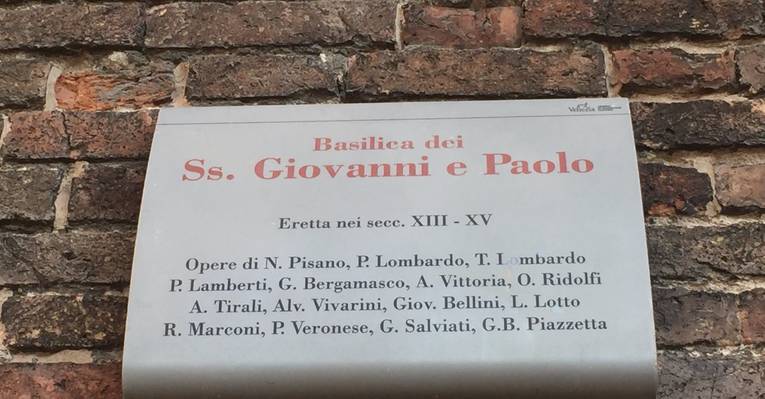 Venezia
Basilica dei
Ss. Giovanni e Paolo
Eretta nei secc. XIII - XV
Opere di N. Pisano, P. Lombardo, T. Lombardo
P. Lamberti, G. Bergamasco, A. Vittoria, O. Ridolfi
A. Tirali, Alv. Vivarini, Giov. Bellini, L. Lotto
R. Marconi, P. Veronese, G. Salviati, G.B. Piazzetta